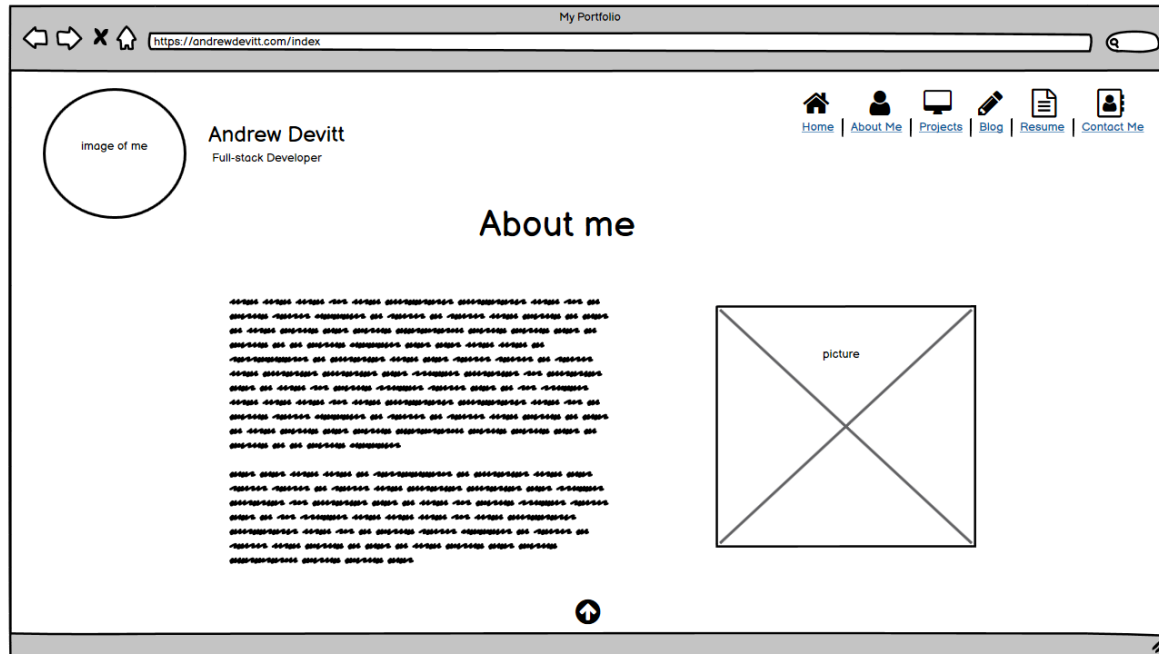 My Portfolio
https://andrewdevitt.com/index
image of me
Andrew Devitt
Full-stack Developer
Home | About Me | Projects | Blog | Resume | Contact Me
About me
picture